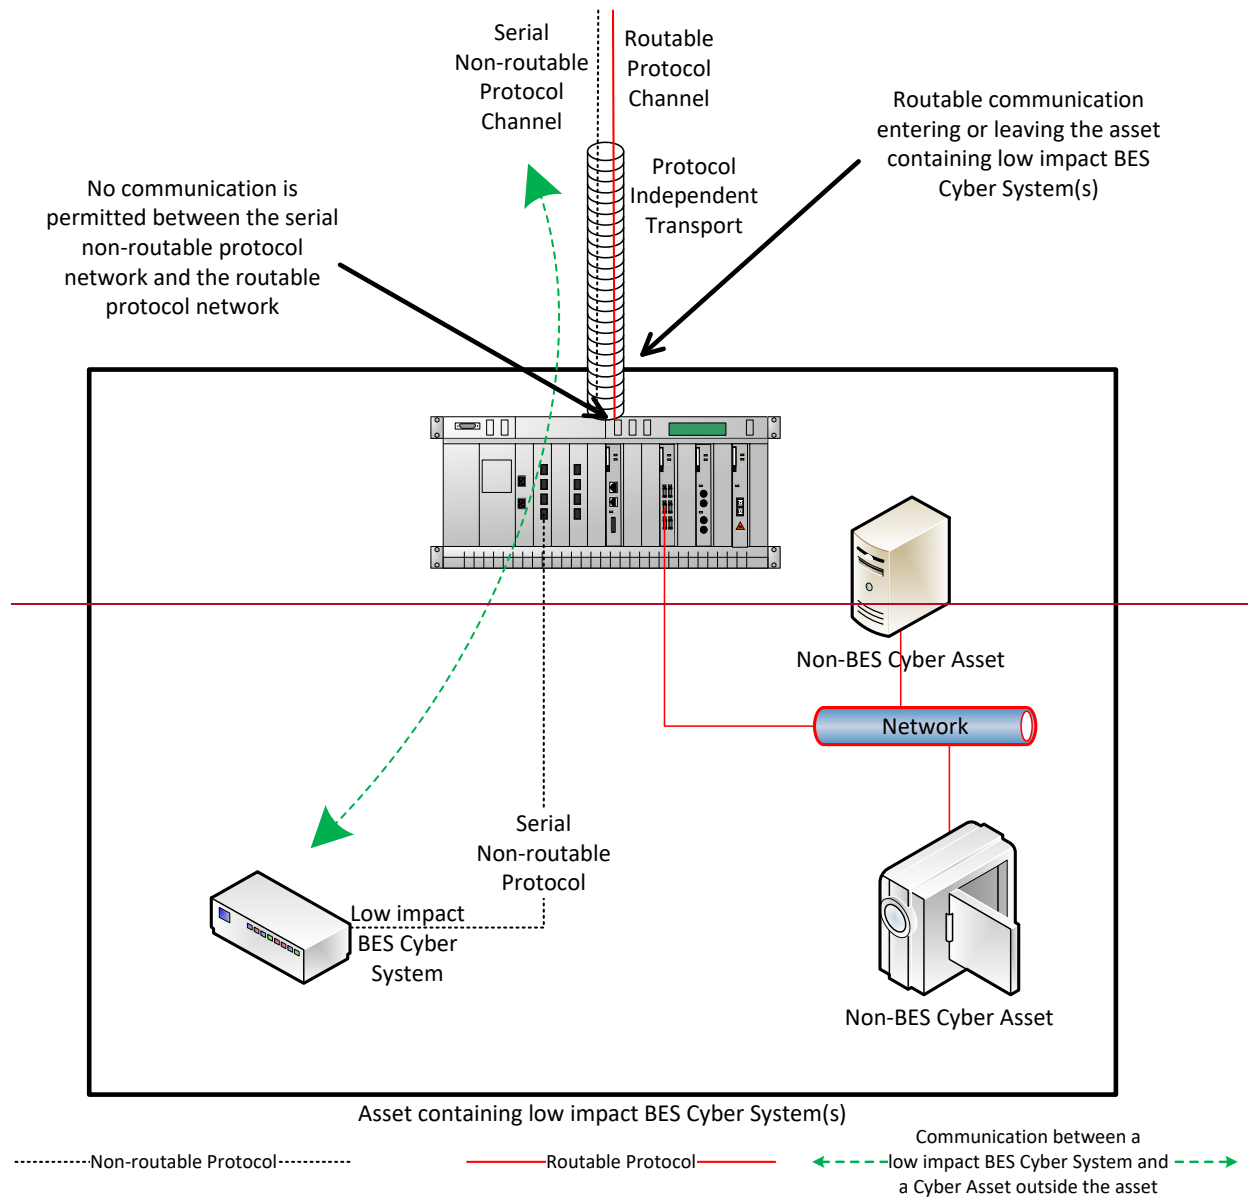 Serial
Non-routable
Protocol
Channel
Routable
Protocol
Channel
Routable communication
entering or leaving the asset
containing low impact BES
Cyber System(s)
Protocol
Independent
Transport
No communication is
permitted between the serial
non-routable protocol
network and the routable
protocol network
Non-BES Cyber Asset
Network
Serial
Non-routable
Protocol
Low impact
BES Cyber
System
Non-BES Cyber Asset
Asset containing low impact BES Cyber System(s)
Non-routable Protocol
Routable Protocol
Communication between a
low impact BES Cyber System and
a Cyber Asset outside the asset